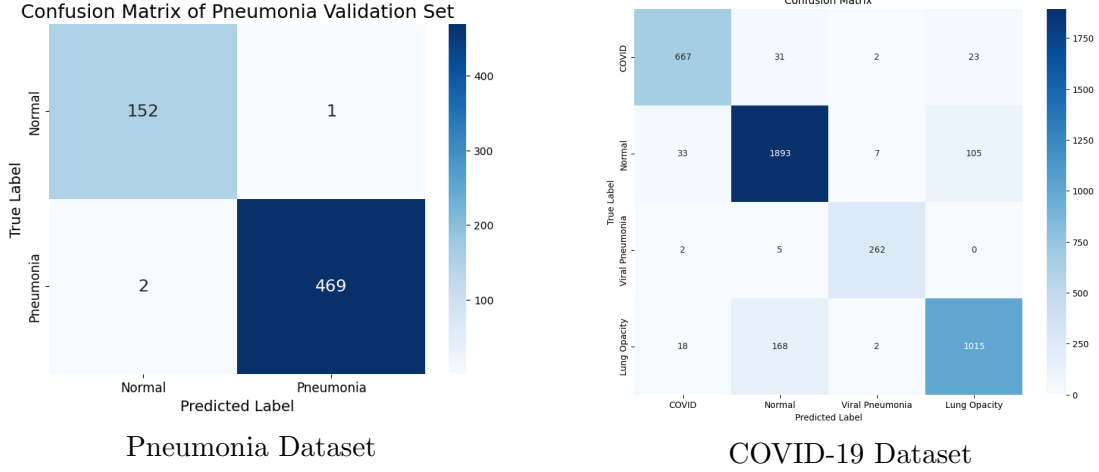 Confusion Matrix of Pneumonia Validation Set
Normal
152
1
Pneumonia
2
469
True Label
Normal
Pneumonia
Predicted Label
400
300
200
100
Pneumonia Dataset
Confusion Matrix
COVID
667
31
2
23
Normal
33
1893
7
105
Viral Pneumonia
2
5
262
0
Lung Opacity
18
168
2
1015
True Label
COVID
Normal
Viral Pneumonia
Lung Opacity
Predicted Label
1750
1500
1250
1000
750
500
250
0
COVID-19 Dataset